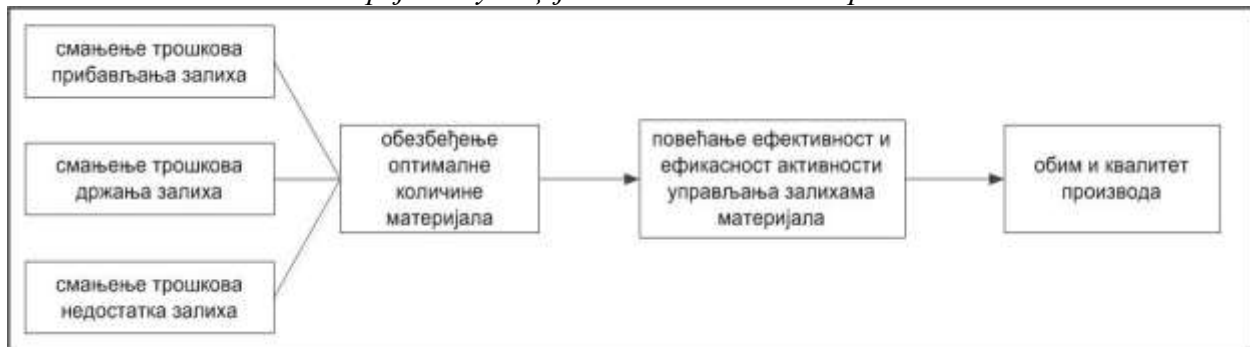 смањење трошкова
прибављања залиха
смањење трошкова
држања залиха
смањење трошкова
недостатка залиха
обезбеђење
оптималне
количине
материјала
повећање ефективност и
ефикасност активности
управљања залихама
материјала
обим и квалитет
производа